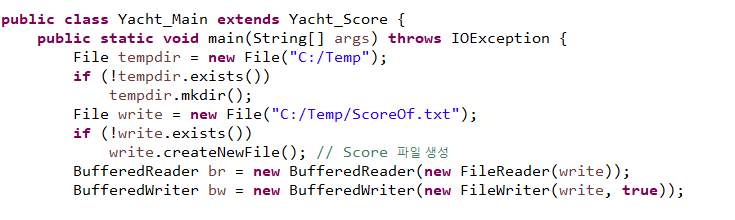 public class Yacht_Main extends Yacht_Score {
    public static void main(String[] args) throws IOException {
        File tempdir = new File("C:/Temp");
        if (!tempdir.exists())
            tempdir.mkdir();
        File write = new File("C:/Temp/ScoreOf.txt");
        if (!write.exists())
            write.createNewFile(); // Score 파일 생성
        BufferedReader br = new BufferedReader(new FileReader(write));
        BufferedWriter bw = new BufferedWriter(new FileWriter(write, true));